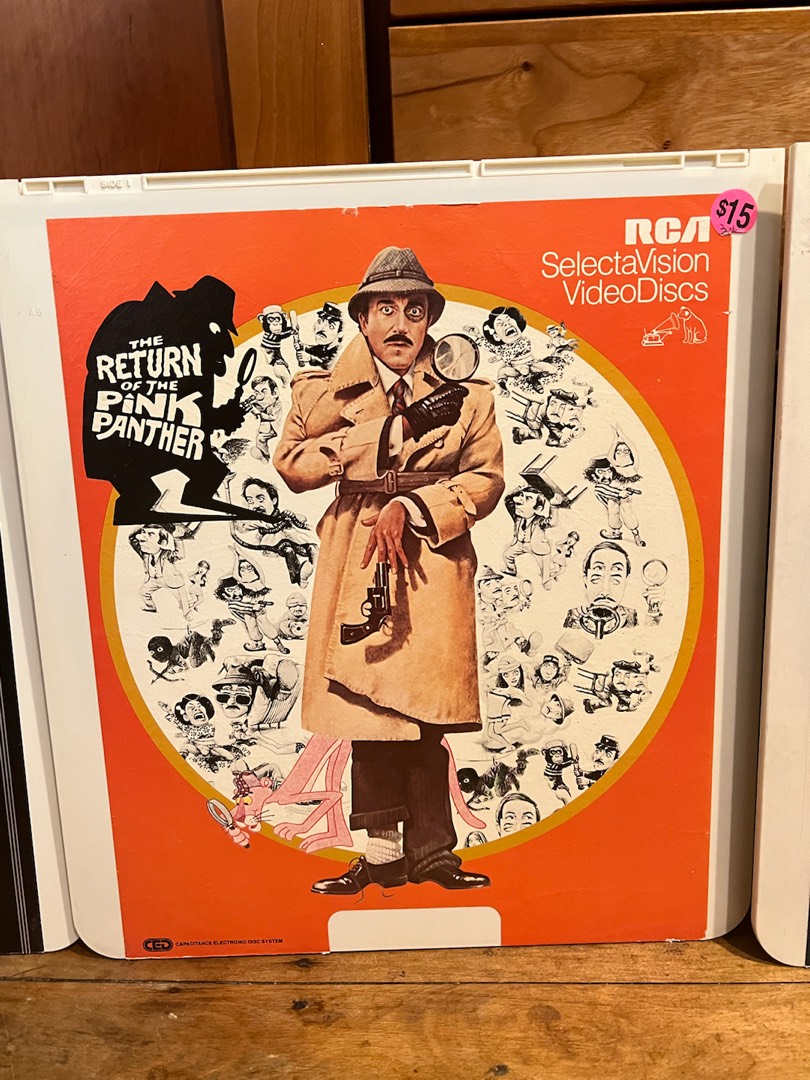 SIDE 1
$15
RCA
SelectaVision
VideoDiscs
THE
RETURN
OF THE
PiNK
PANTHER
CED CAPACITANCE ELECTRONIC DISC SYSTEM